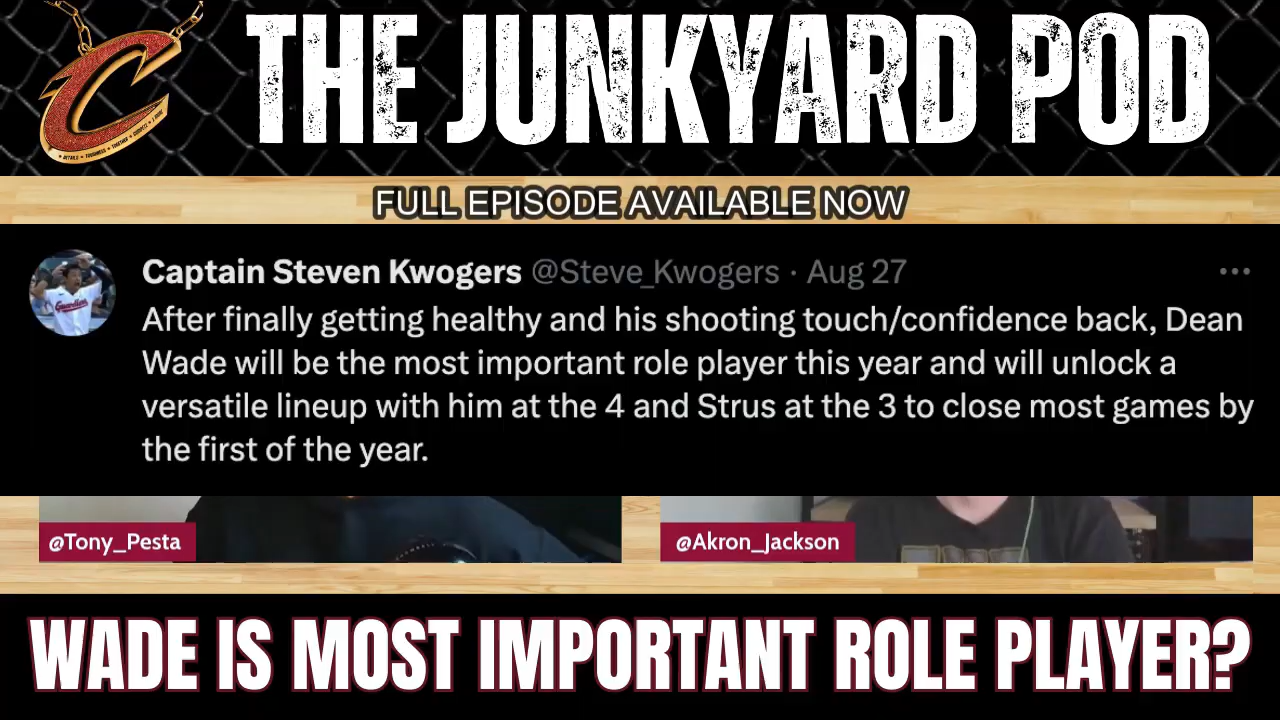 THE JUNKYARD POD
FULL EPISODE AVAILABLE NOW
Captain Steven Kwogers @Steve_Kwogers · Aug 27
After finally getting healthy and his shooting touch/confidence back, Dean
Wade will be the most important role player this year and will unlock a
versatile lineup with him at the 4 and Strus at the 3 to close most games by
the first of the year.
@Tony_Pesta
@Akron_Jackson
WADE IS MOST IMPORTANT ROLE PLAYER?